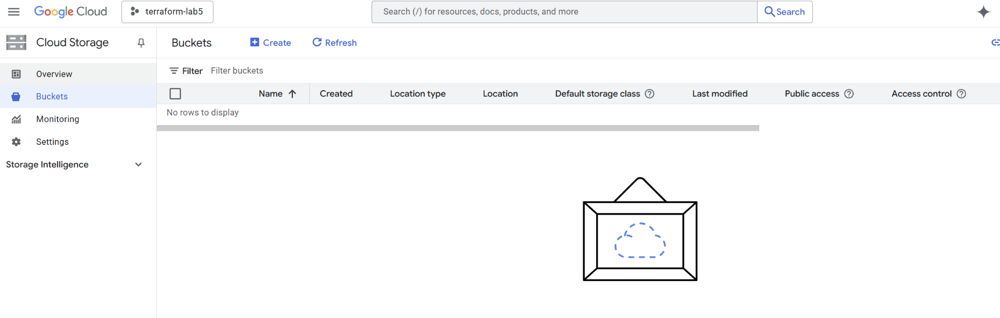 Google Cloud
terraform-lab5
Search (/) for resources, docs, products, and more
Search
Cloud Storage
Buckets
Create
Refresh
Overview
Buckets
Monitoring
Settings
Storage Intelligence
Filter
Filter buckets
Name
Created
Location type
Location
Default storage class
Last modified
Public access
Access control
No rows to display